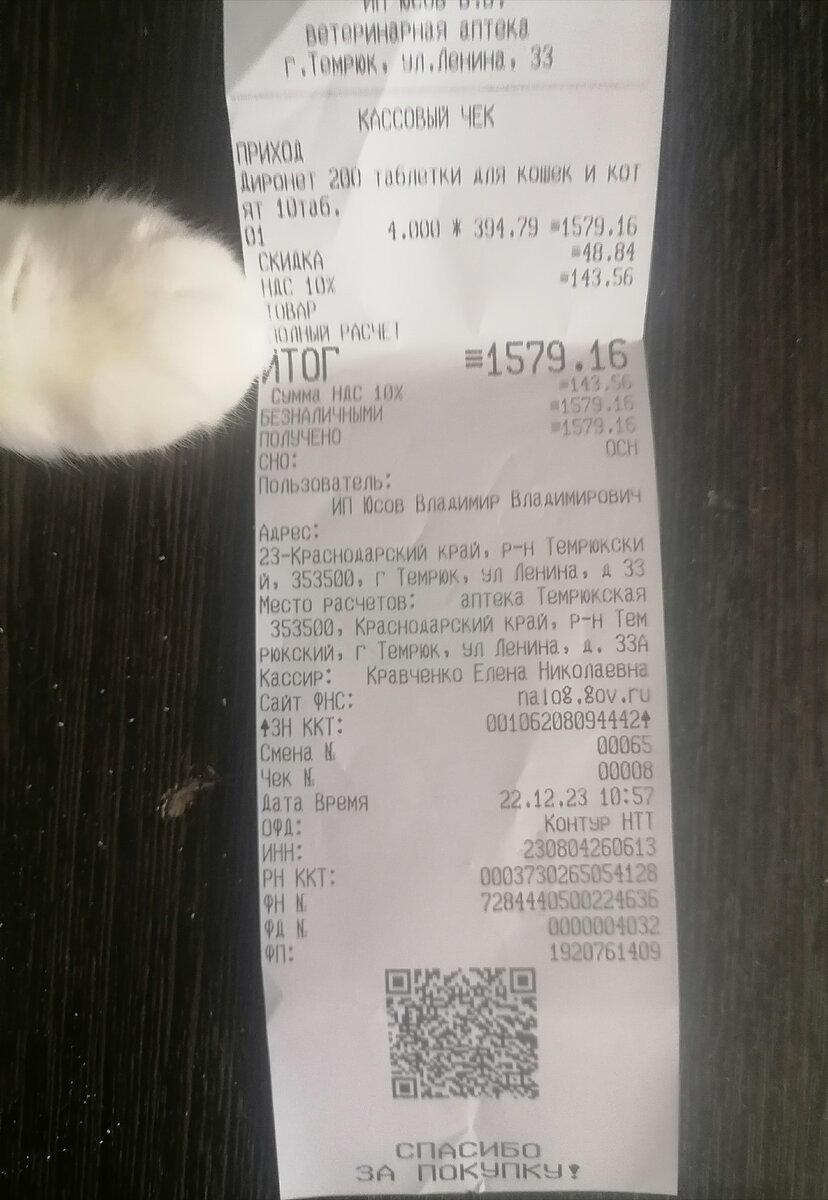 ВЕТЕРИНАРНАЯ АПТЕКА
г.Темрюк, ул.Ленина, 33
КАССОВЫЙ ЧЕК
ПРИХОД
Диронет 200 таблетки для кошек и кот
ят 10таб.
01 4.000 * 394.79 ≡1579.16
СКИДКА ≡48.84
НДС 10% ≡143.56
ТОВАР
ПОЛНЫЙ РАСЧЕТ
ИТОГ ≡1579.16
Сумма НДС 10% ≡143.56
БЕЗНАЛИЧНЫМИ ≡1579.16
ПОЛУЧЕНО ≡1579.16
СНО: ОСН
Пользователь:
ИП Юсов Владимир Владимирович
Адрес:
23-Краснодарский край, р-н Темрюкски
й, 353500, г Темрюк, ул Ленина, д 33
Место расчетов: аптека Темрюкская
353500, Краснодарский край, р-н Тем
рюкский, г Темрюк, ул Ленина, д. 33А
Кассир: Кравченко Елена Николаевна
Сайт ФНС: nalog.gov.ru
↑ЗН ККТ: 00106208094442↑
Смена № 00065
Чек № 00008
Дата Время 22.12.23 10:57
ОФД: Контур НТТ
ИНН: 230804260613
РН ККТ: 0003730265054128
ФН № 7284440500224636
ФД № 0000004032
ФП: 1920761409
СПАСИБО
ЗА ПОКУПКУ!